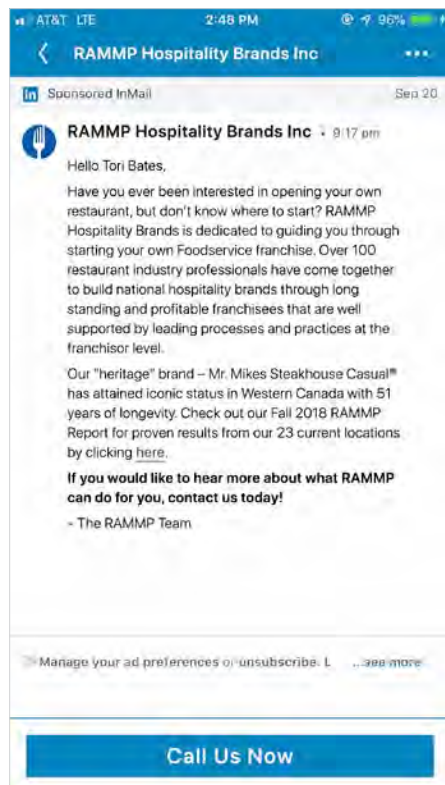 AT&T LTE 2:48 PM 96%
RAMMP Hospitality Brands Inc
in Sponsored InMail Sep 20
RAMMP Hospitality Brands Inc • 9:17 pm
Hello Tori Bates,
Have you ever been interested in opening your own
restaurant, but don't know where to start? RAMMP
Hospitality Brands is dedicated to guiding you through
starting your own Foodservice franchise. Over 100
restaurant industry professionals have come together
to build national hospitality brands through long
standing and profitable franchisees that are well
supported by leading processes and practices at the
franchisor level.
Our "heritage" brand – Mr. Mikes Steakhouse Casual®
has attained iconic status in Western Canada with 51
years of longevity. Check out our Fall 2018 RAMMP
Report for proven results from our 23 current locations
by clicking here.
If you would like to hear more about what RAMMP
can do for you, contact us today!
- The RAMMP Team
Manage your ad preferences or unsubscribe. L ...see more
Call Us Now